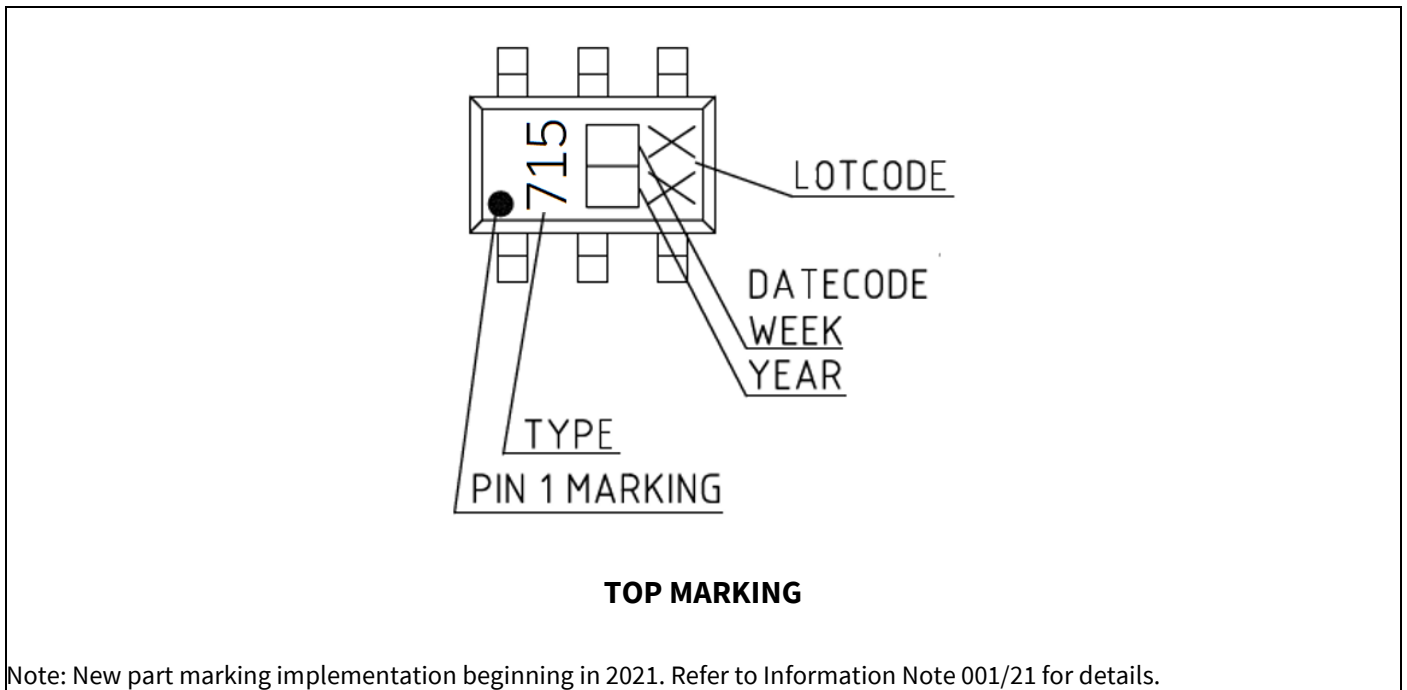 715
XX
LOTCODE
DATECODE
WEEK
YEAR
TYPE
PIN 1 MARKING
TOP MARKING
Note: New part marking implementation beginning in 2021. Refer to Information Note 001/21 for details.